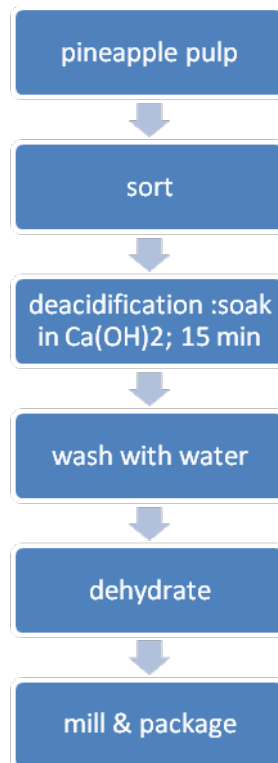 pineapple pulp
sort
deacidification :soak
in Ca(OH)2; 15 min
wash with water
dehydrate
mill & package